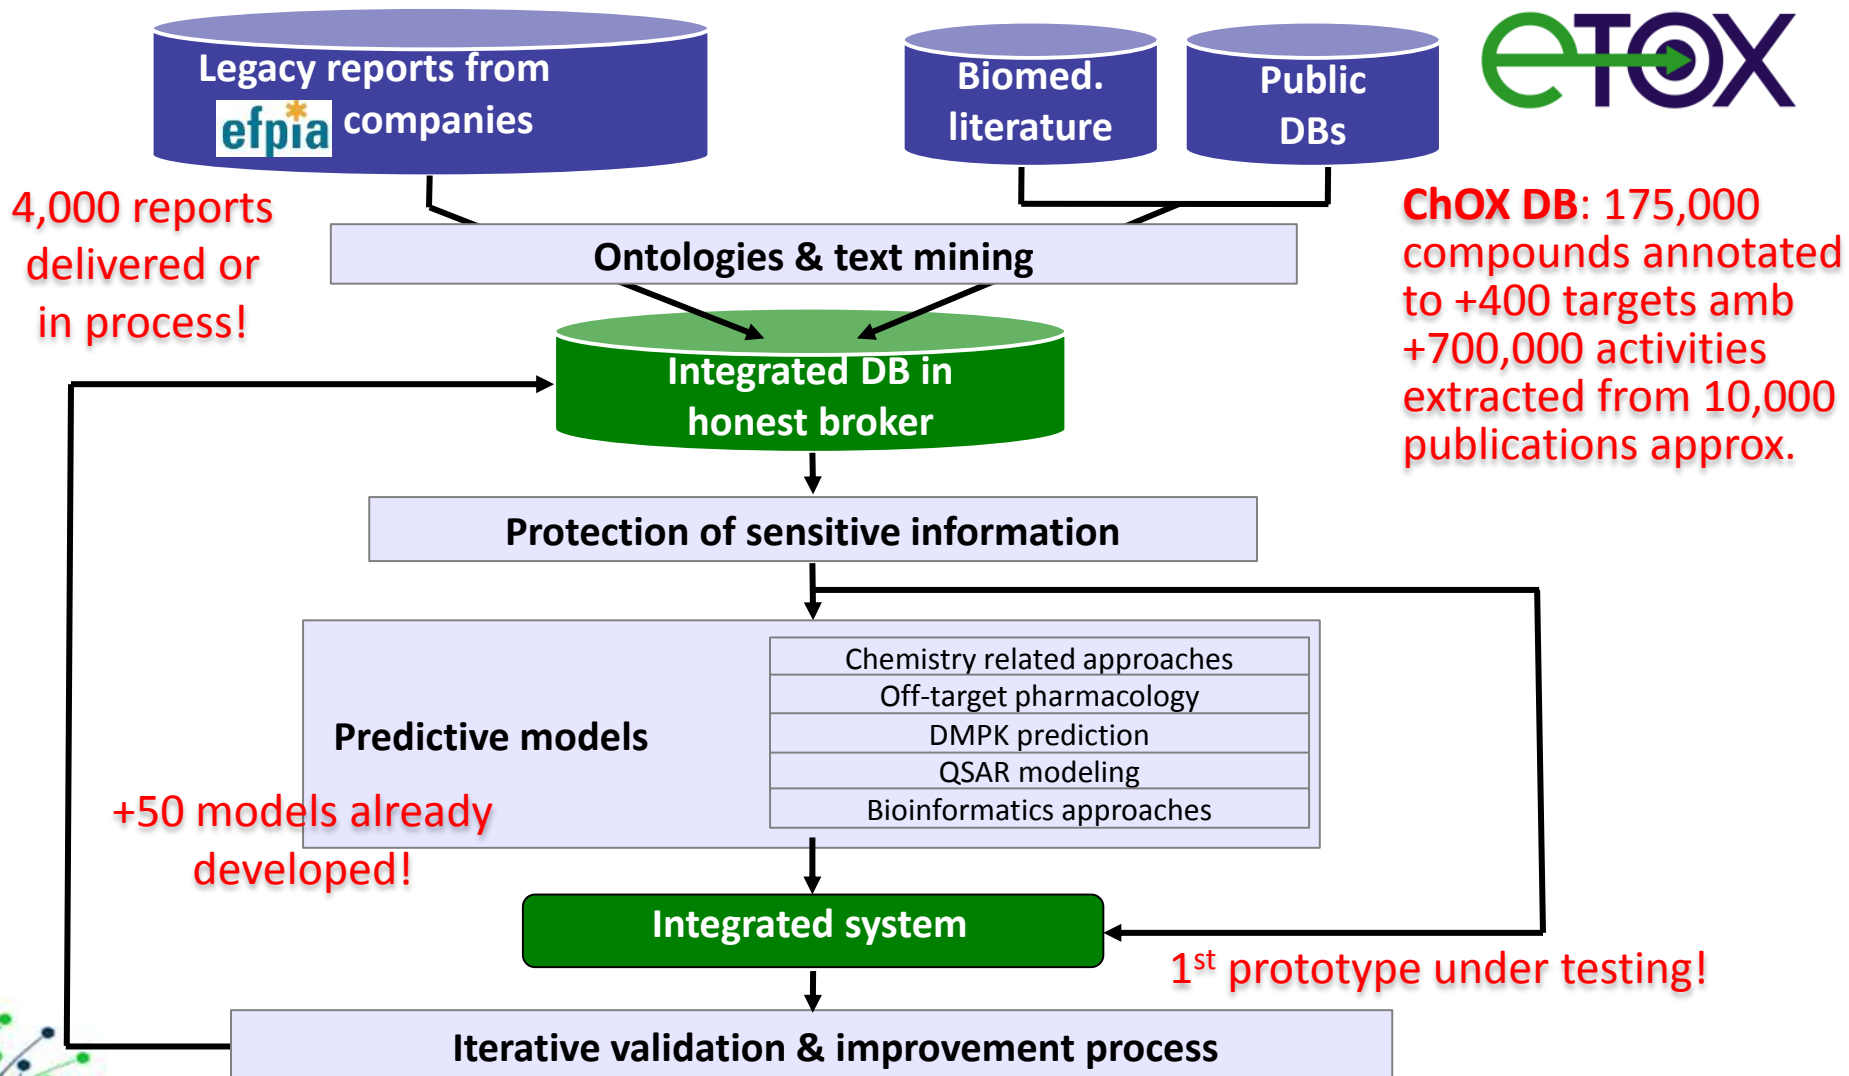 Legacy reports from
efpia companies
Biomed.
literature
Public
DBs
eTOX
4,000 reports
delivered or
in process!
Ontologies & text mining
ChOX DB: 175,000
compounds annotated
to +400 targets amb
+700,000 activities
extracted from 10,000
publications approx.
Integrated DB in
honest broker
Protection of sensitive information
Predictive models
Chemistry related approaches
Off-target pharmacology
DMPK prediction
QSAR modeling
Bioinformatics approaches
+50 models already
developed!
Integrated system
1st prototype under testing!
Iterative validation & improvement process